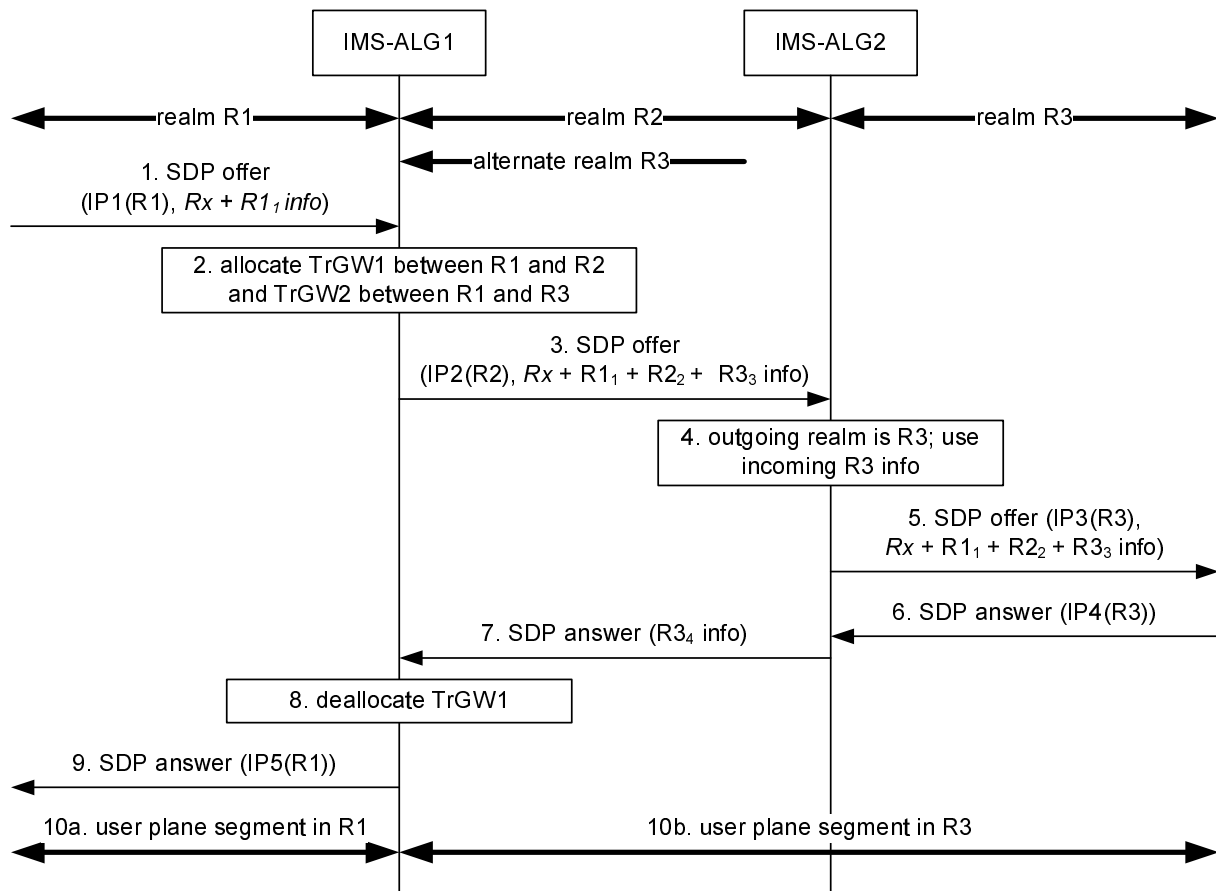 IMS-ALG1
IMS-ALG2
realm R1
realm R2
realm R3
alternate realm R3
1. SDP offer
(IP1(R1), Rx + R1₁ info)
2. allocate TrGW1 between R1 and R2
and TrGW2 between R1 and R3
3. SDP offer
(IP2(R2), Rx + R1₁ + R2₂ + R3₃ info)
4. outgoing realm is R3; use
incoming R3 info
5. SDP offer (IP3(R3),
Rx + R1₁ + R2₂ + R3₃ info)
6. SDP answer (IP4(R3))
7. SDP answer (R3₄ info)
8. deallocate TrGW1
9. SDP answer (IP5(R1))
10a. user plane segment in R1
10b. user plane segment in R3